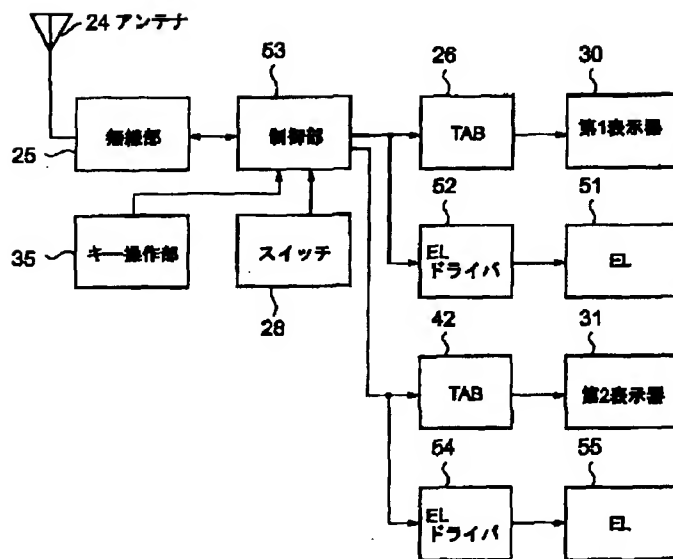 24 アンテナ
53
26
30
無線部
制御部
TAB
第1表示器
25
52
51
キー操作部
スイッチ
EL
ドライバ
EL
35
28
42
31
TAB
第2表示器
54
55
EL
ドライバ
EL